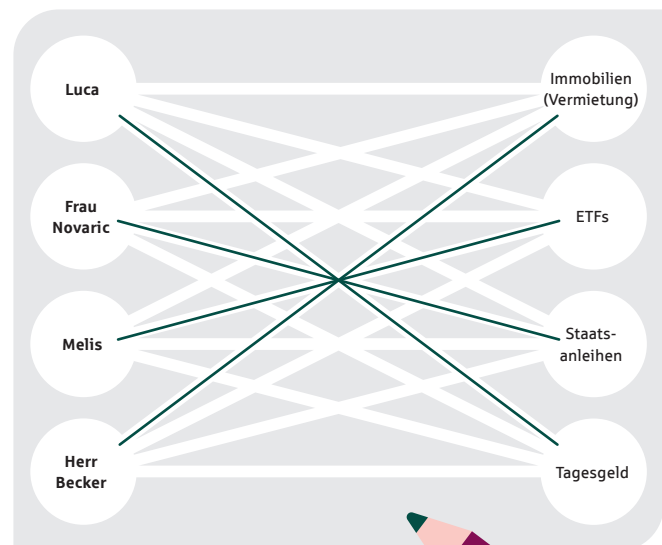 Luca
Immobilien
(Vermietung)
Frau
Novaric
ETFs
Melis
Staats-
anleihen
Herr
Becker
Tagesgeld